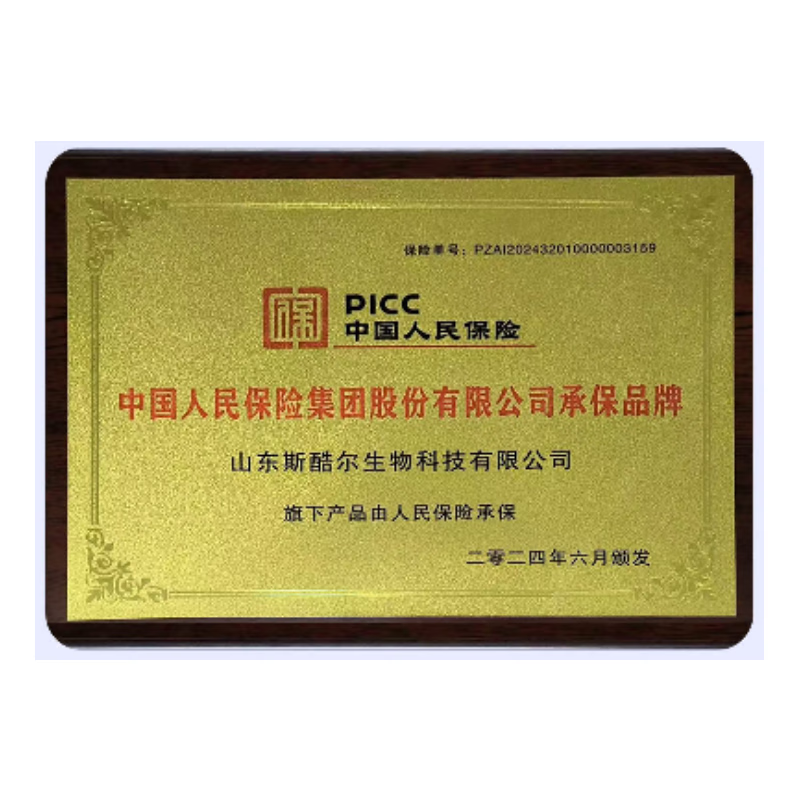 保险单号：PZAI202432010000003159
保
PICC
中国人民保险
中国人民保险集团股份有限公司承保品牌
山东斯酷尔生物科技有限公司
旗下产品由人民保险承保
二零二四年六月颁发